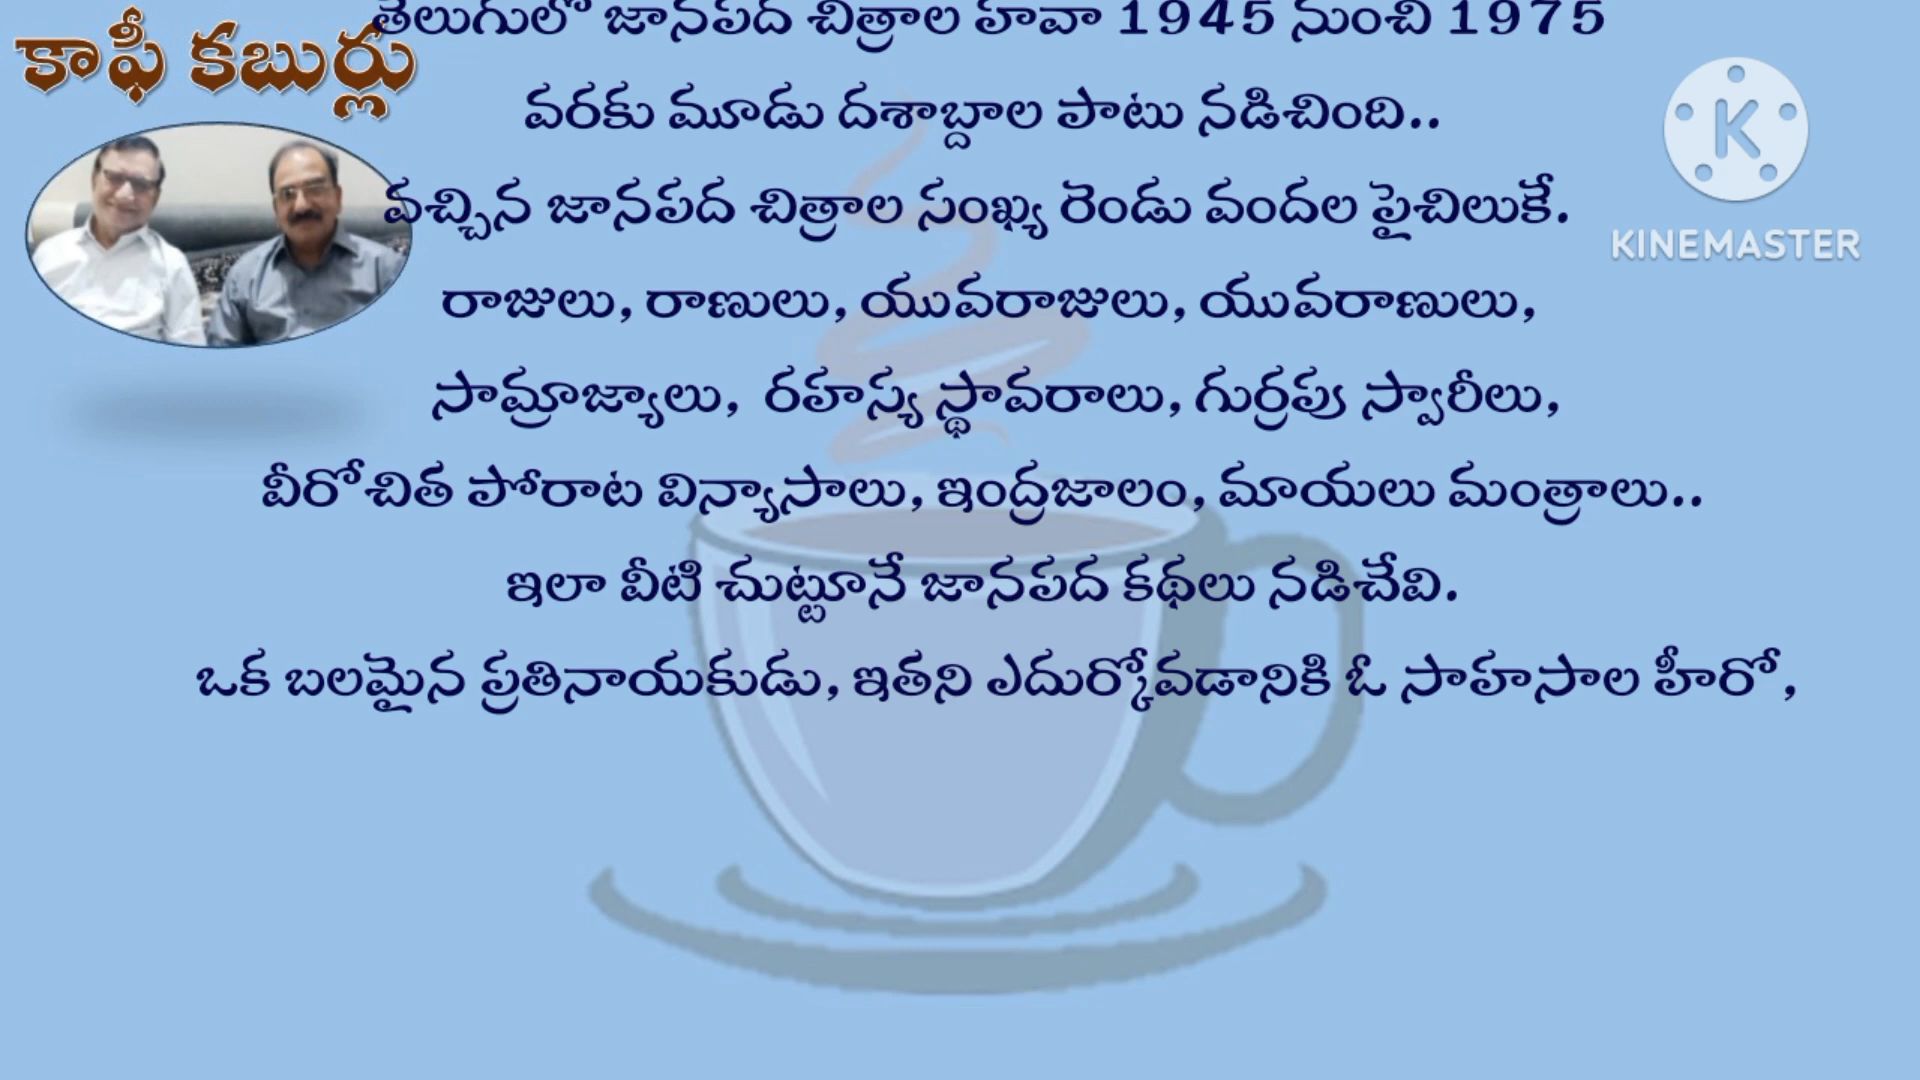 తెలుగులో జానపద చిత్రాల హవా 1945 నుంచి 1975
కాఫీ కబుర్లు
వరకు మూడు దశాబ్దాల పాటు నడిచింది..
వచ్చిన జానపద చిత్రాల సంఖ్య రెండు వందల పైచిలుకే.
KINEMASTER
రాజులు, రాణులు, యువరాజులు, యువరాణులు,
సామ్రాజ్యాలు, రహస్య స్థావరాలు, గుర్రపు స్వారీలు,
వీరోచిత పోరాట విన్యాసాలు, ఇంద్రజాలం, మాయలు మంత్రాలు..
ఇలా వీటి చుట్టూనే జానపద కథలు నడిచేవి.
ఒక బలమైన ప్రతినాయకుడు, ఇతని ఎదుర్కోవడానికి ఓ సాహసాల హీరో,